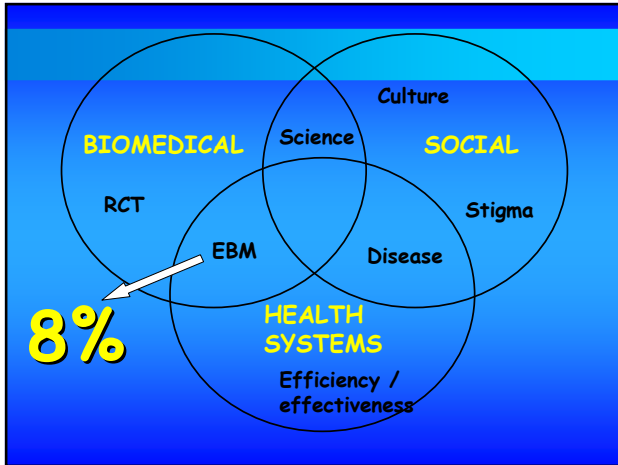 Culture
BIOMEDICAL
Science
SOCIAL
RCT
Stigma
EBM
Disease
8%
HEALTH
SYSTEMS
Efficiency /
effectiveness